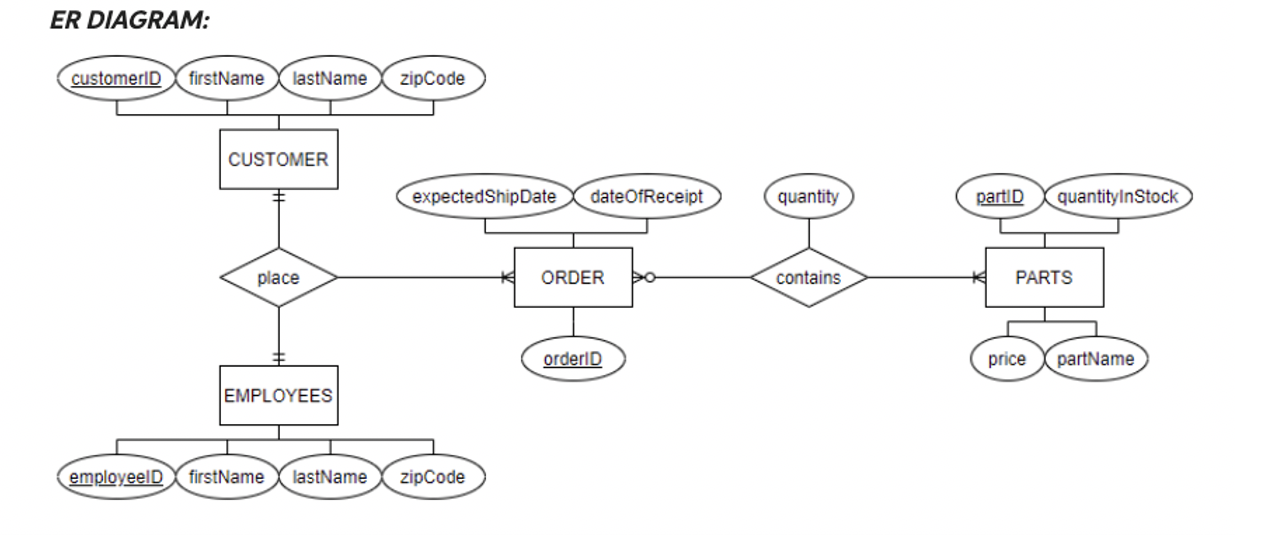 ER DIAGRAM:
customerID firstName lastName zipCode
CUSTOMER
expectedShipDate dateOfReceipt quantity partID quantityInStock
place ORDER contains PARTS
orderID price partName
EMPLOYEES
employeeID firstName lastName zipCode